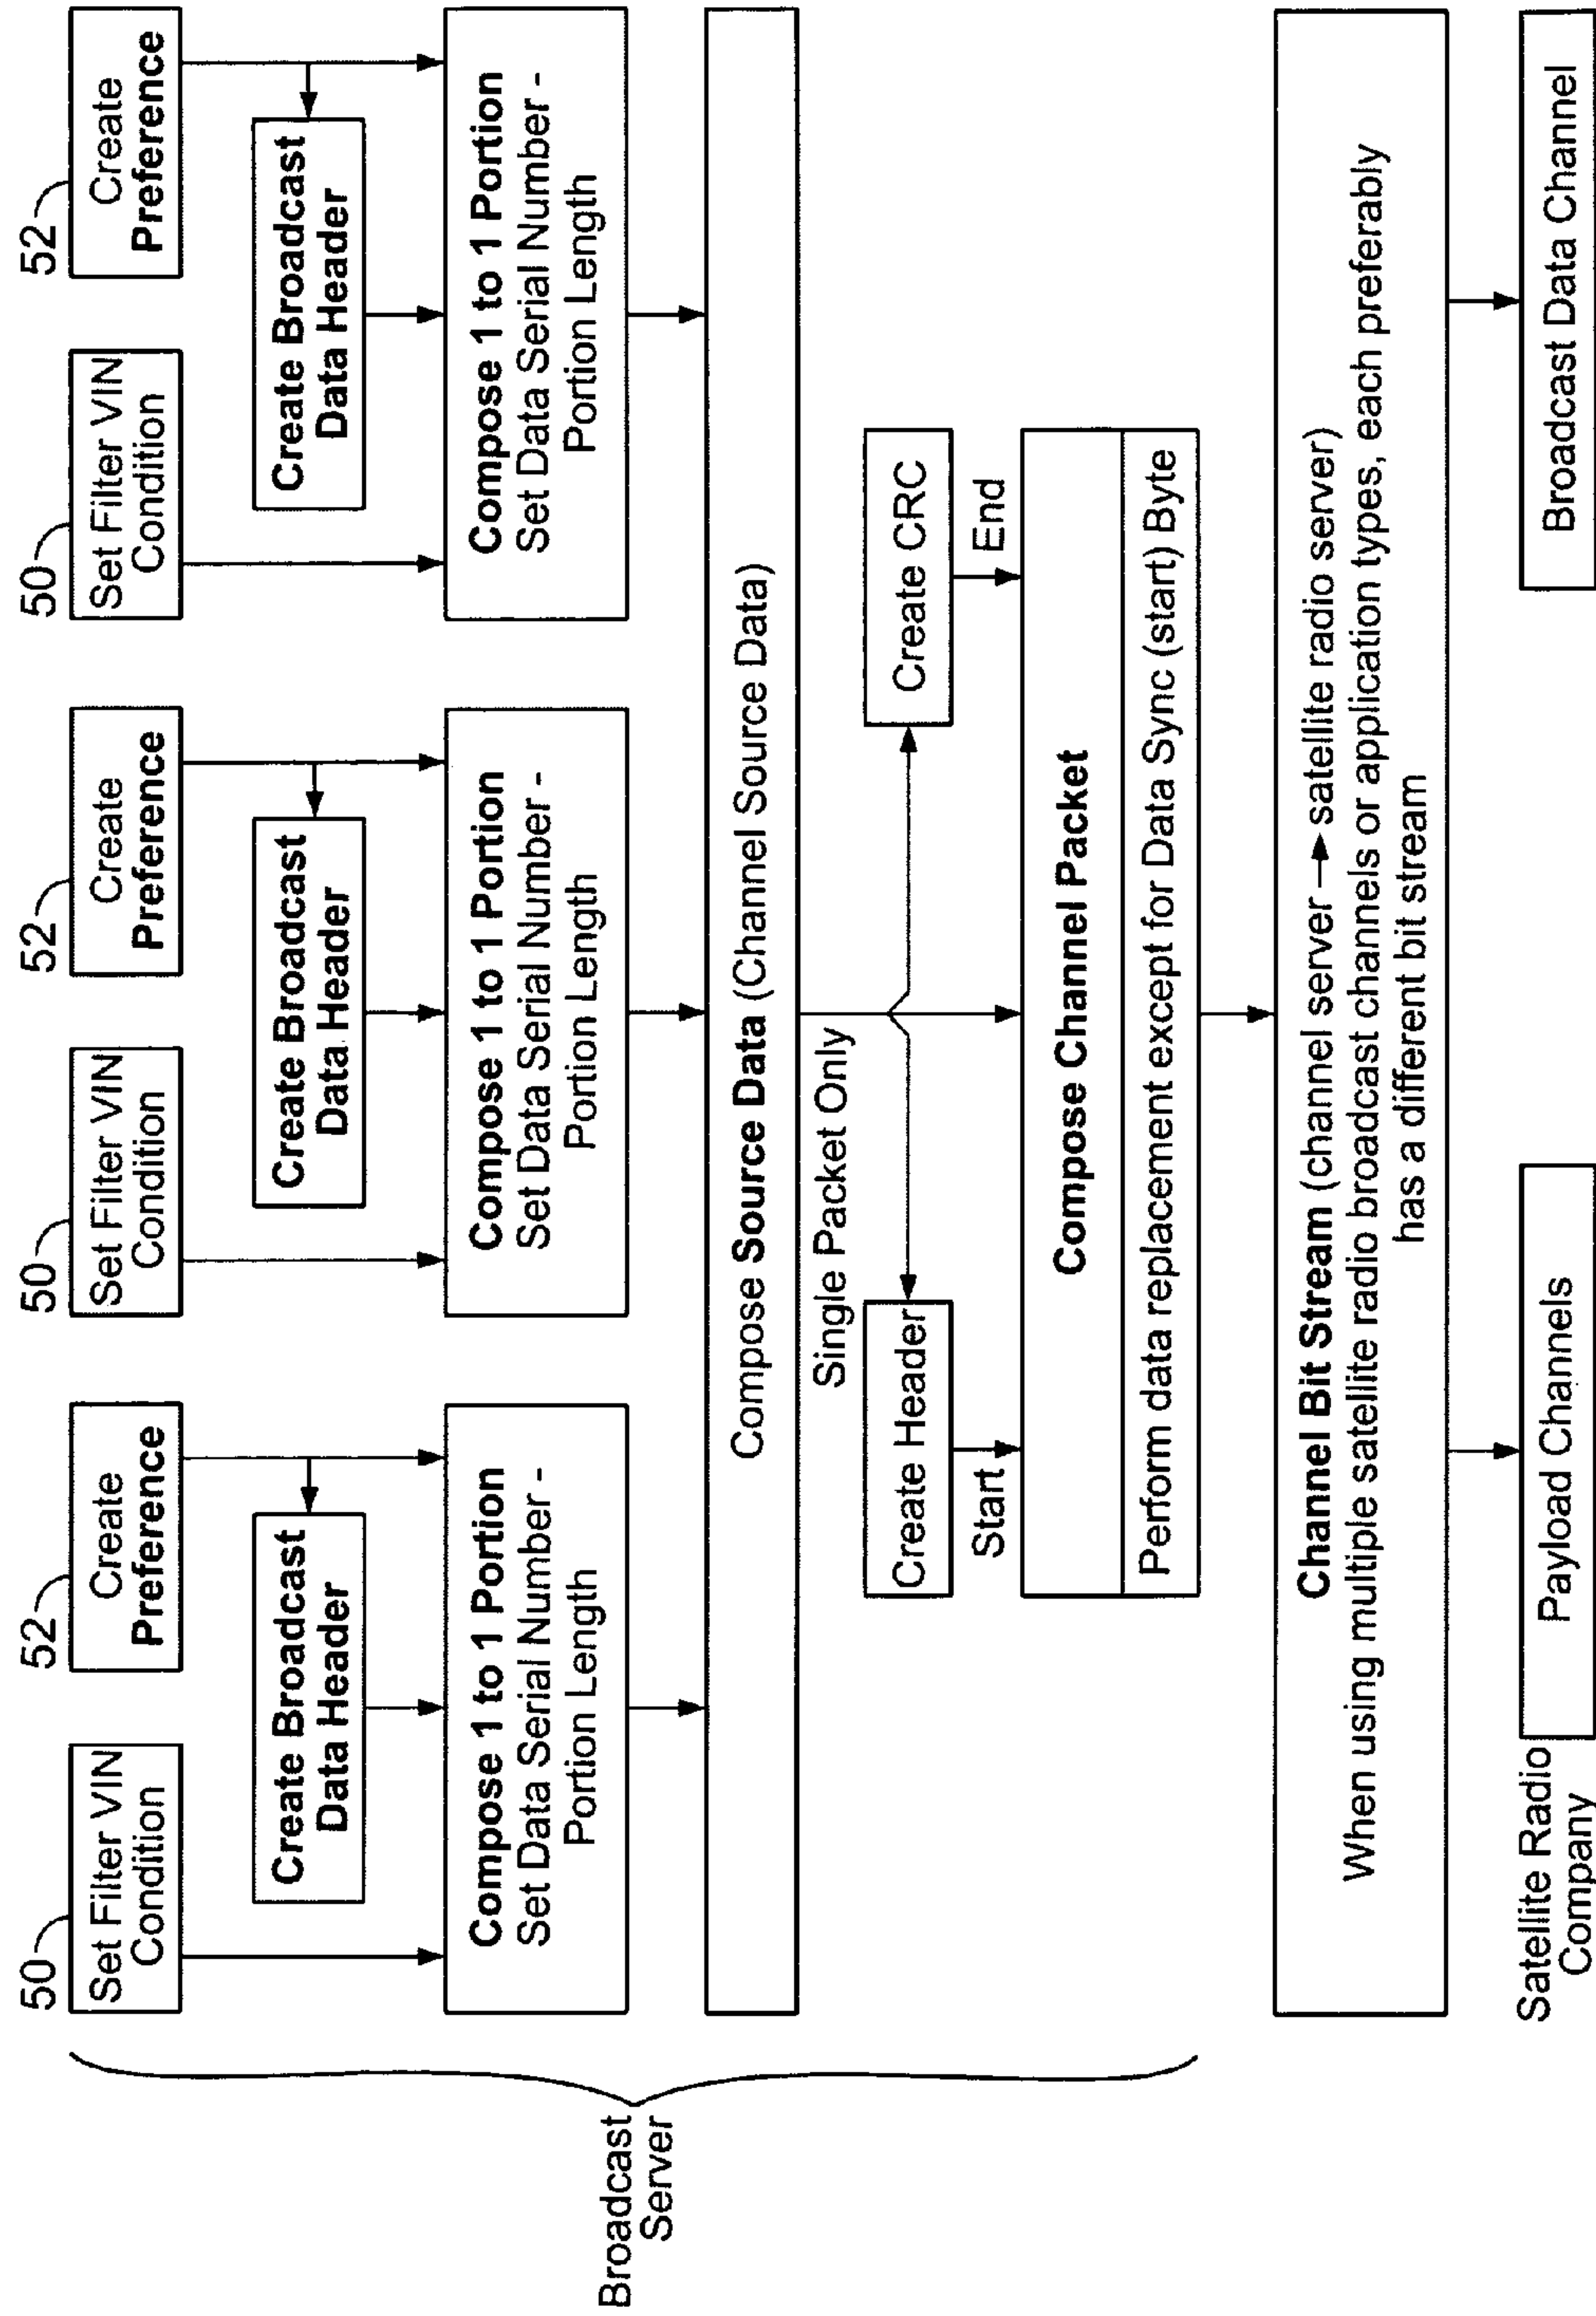 50
52
50
52
50
52
Set Filter VIN
Condition
Create
Preference
Set Filter VIN
Condition
Create
Preference
Set Filter VIN
Condition
Create
Preference
Create Broadcast
Data Header
Create Broadcast
Data Header
Create Broadcast
Data Header
Compose 1 to 1 Portion
Set Data Serial Number -
Portion Length
Compose 1 to 1 Portion
Set Data Serial Number -
Portion Length
Compose 1 to 1 Portion
Set Data Serial Number -
Portion Length
Broadcast
Server
Compose Source Data (Channel Source Data)
Single Packet Only
Create Header
Create CRC
Start
End
Compose Channel Packet
Perform data replacement except for Data Sync (start) Byte
Channel Bit Stream (channel server → satellite radio server)
When using multiple satellite radio broadcast channels or application types, each preferably
has a different bit stream
Satellite Radio
Company
Payload Channels
Broadcast Data Channel